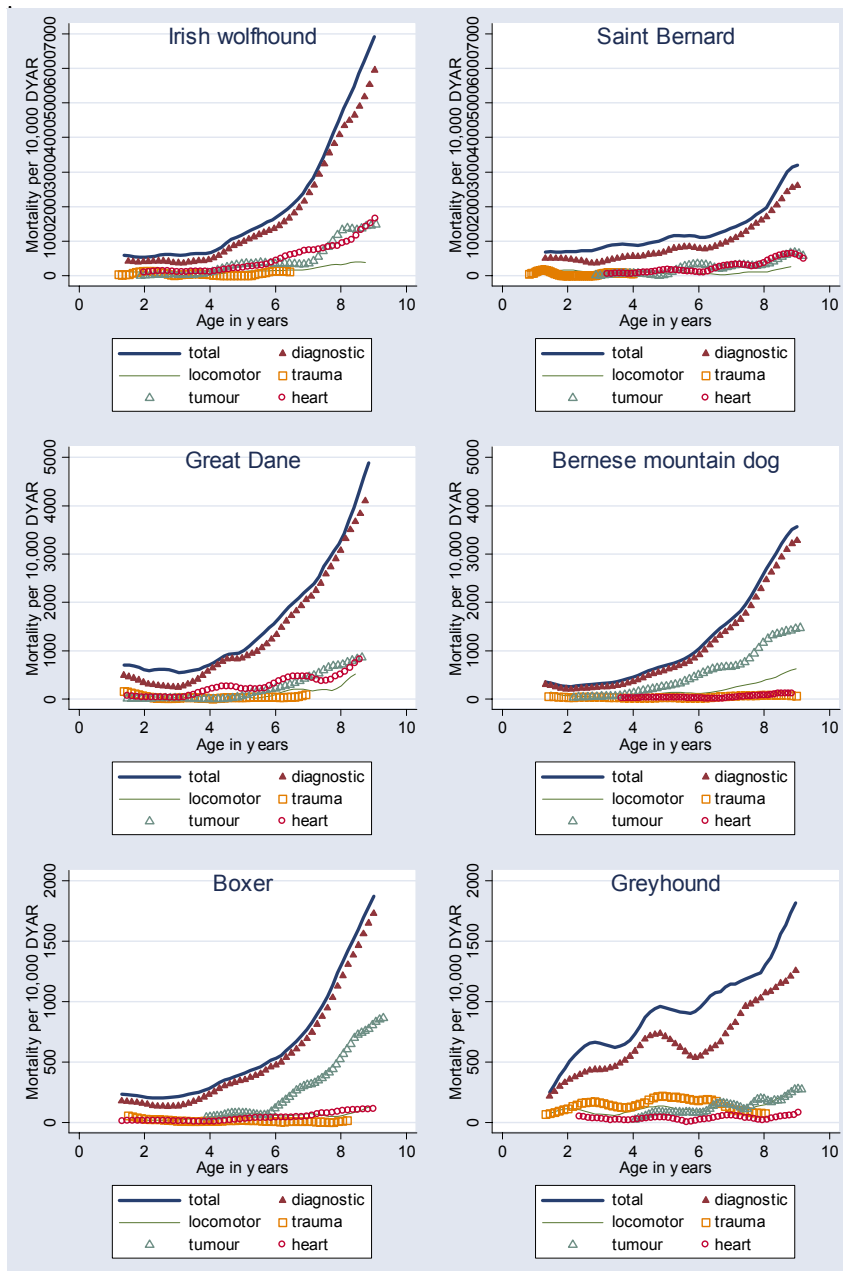 .
Irish wolfhound
Saint Bernard
Mortality per 10,000 DYAR
0 1000 2000 3000 4000 5000 6000 7000
0 2 4 6 8 10
Age in years
total diagnostic
locomotor trauma
tumour heart
Mortality per 10,000 DYAR
0 1000 2000 3000 4000 5000 6000 7000
0 2 4 6 8 10
Age in years
total diagnostic
locomotor trauma
tumour heart
Great Dane
Bernese mountain dog
Mortality per 10,000 DYAR
0 1000 2000 3000 4000 5000
0 2 4 6 8 10
Age in years
total diagnostic
locomotor trauma
tumour heart
Mortality per 10,000 DYAR
0 1000 2000 3000 4000 5000
0 2 4 6 8 10
Age in years
total diagnostic
locomotor trauma
tumour heart
Boxer
Greyhound
Mortality per 10,000 DYAR
0 500 1000 1500 2000
0 2 4 6 8 10
Age in years
total diagnostic
locomotor trauma
tumour heart
Mortality per 10,000 DYAR
0 500 1000 1500 2000
0 2 4 6 8 10
Age in years
total diagnostic
locomotor trauma
tumour heart